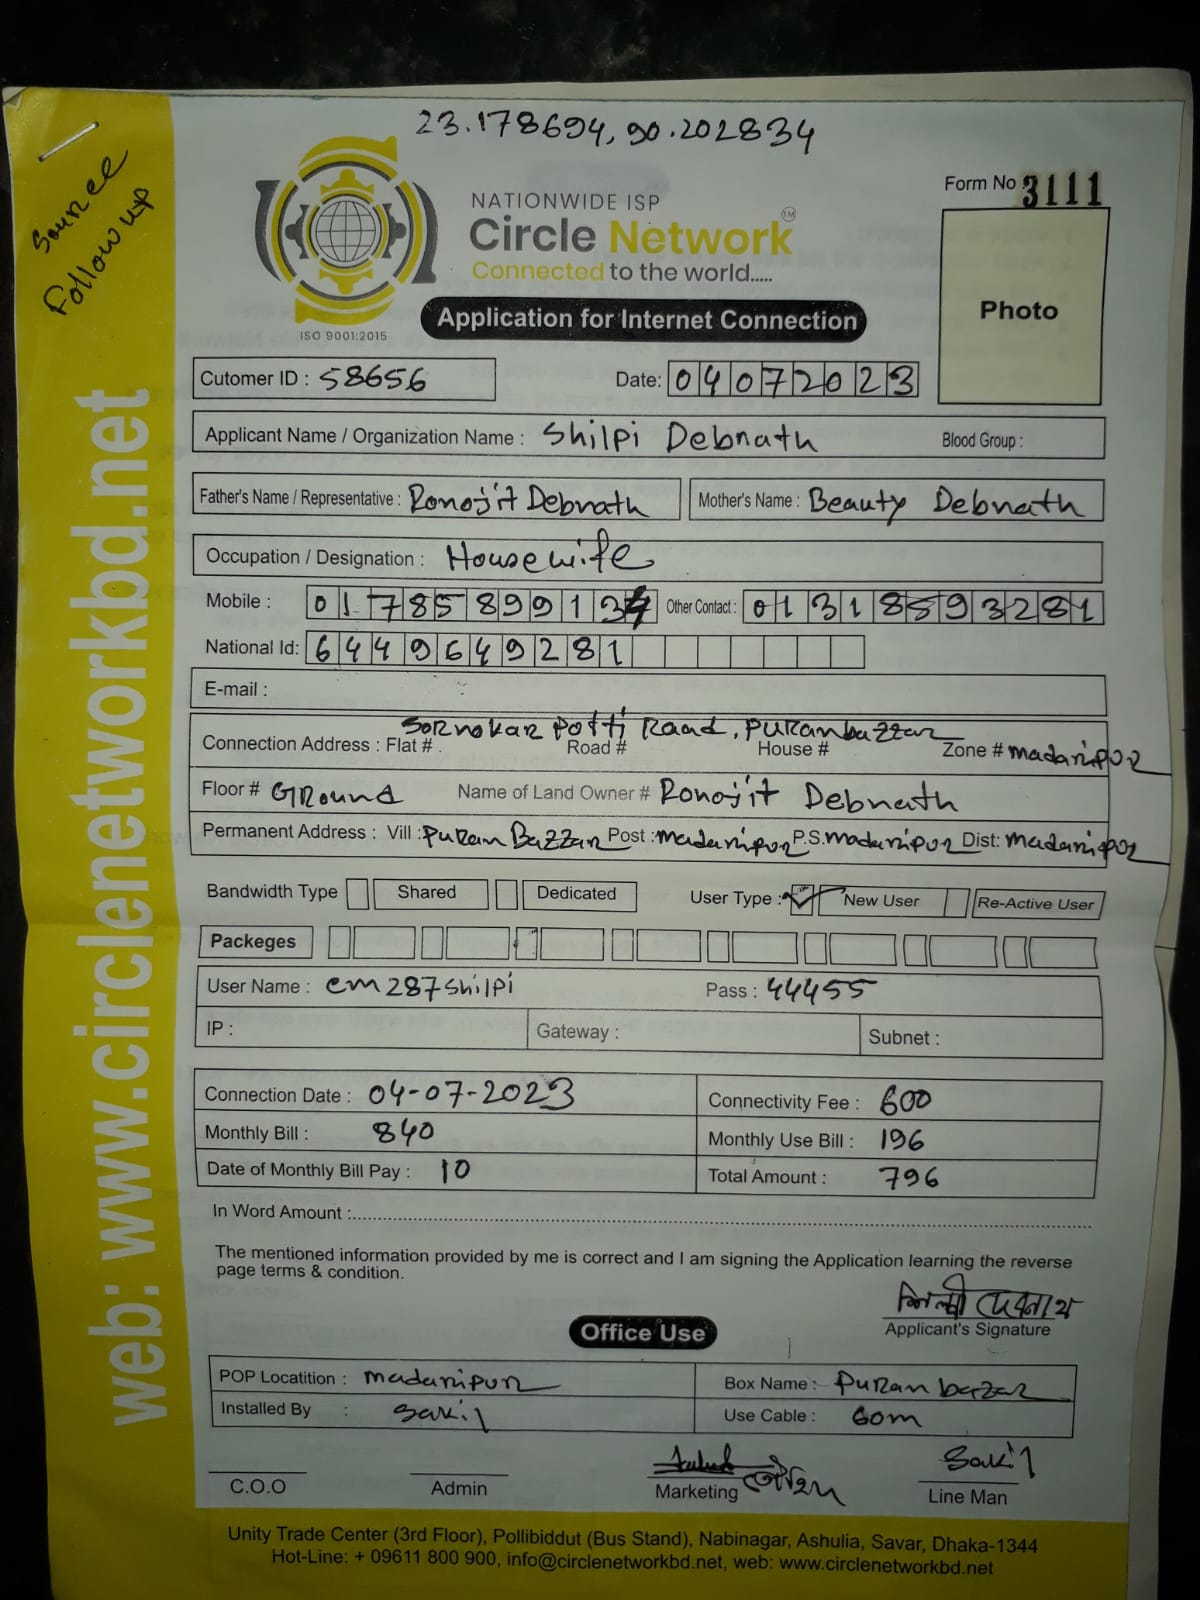 23.178694, 90.202834
Source
Follow up
NATIONWIDE ISP
Circle Network TM
Connected to the world.....
ISO 9001:2015
Form No 3111
Photo
Application for Internet Connection
Cutomer ID : 58656 Date: 04072023
Applicant Name / Organization Name : Shilpi Debnath Blood Group :
Father's Name / Representative : Ronojit Debnath Mother's Name : Beauty Debnath
Occupation / Designation : Housewife
Mobile : 01785899134 Other Contact : 01318593281
National Id: 6449649281
E-mail :
Sornokar Potti Road, Puranbazzar
Connection Address : Flat # Road # House # Zone # madaripor
Floor # Ground Name of Land Owner # Ronojit Debnath
Permanent Address : Vill : Puran Bazzar Post : madaripur P.S. madaripur Dist: madaripor
Bandwidth Type Shared Dedicated User Type : New User Re-Active User
Packeges
User Name : cm287shilpi Pass : 44455
IP : Gateway : Subnet :
Connection Date : 04-07-2023 Connectivity Fee : 600
Monthly Bill : 840 Monthly Use Bill : 196
Date of Monthly Bill Pay : 10 Total Amount : 796
In Word Amount :
The mentioned information provided by me is correct and I am signing the Application learning the reverse
page terms & condition.
শিল্পী দেবনাথ
Applicant's Signature
Office Use
POP Locatition : madaripur Box Name : Puran bazar
Installed By : Sakil Use Cable : 60m
Sakil
C.O.O Admin Marketing Line Man
Unity Trade Center (3rd Floor), Pollibiddut (Bus Stand), Nabinagar, Ashulia, Savar, Dhaka-1344
Hot-Line: + 09611 800 900, info@circlenetworkbd.net, web: www.circlenetworkbd.net
web: www.circlenetworkbd.net